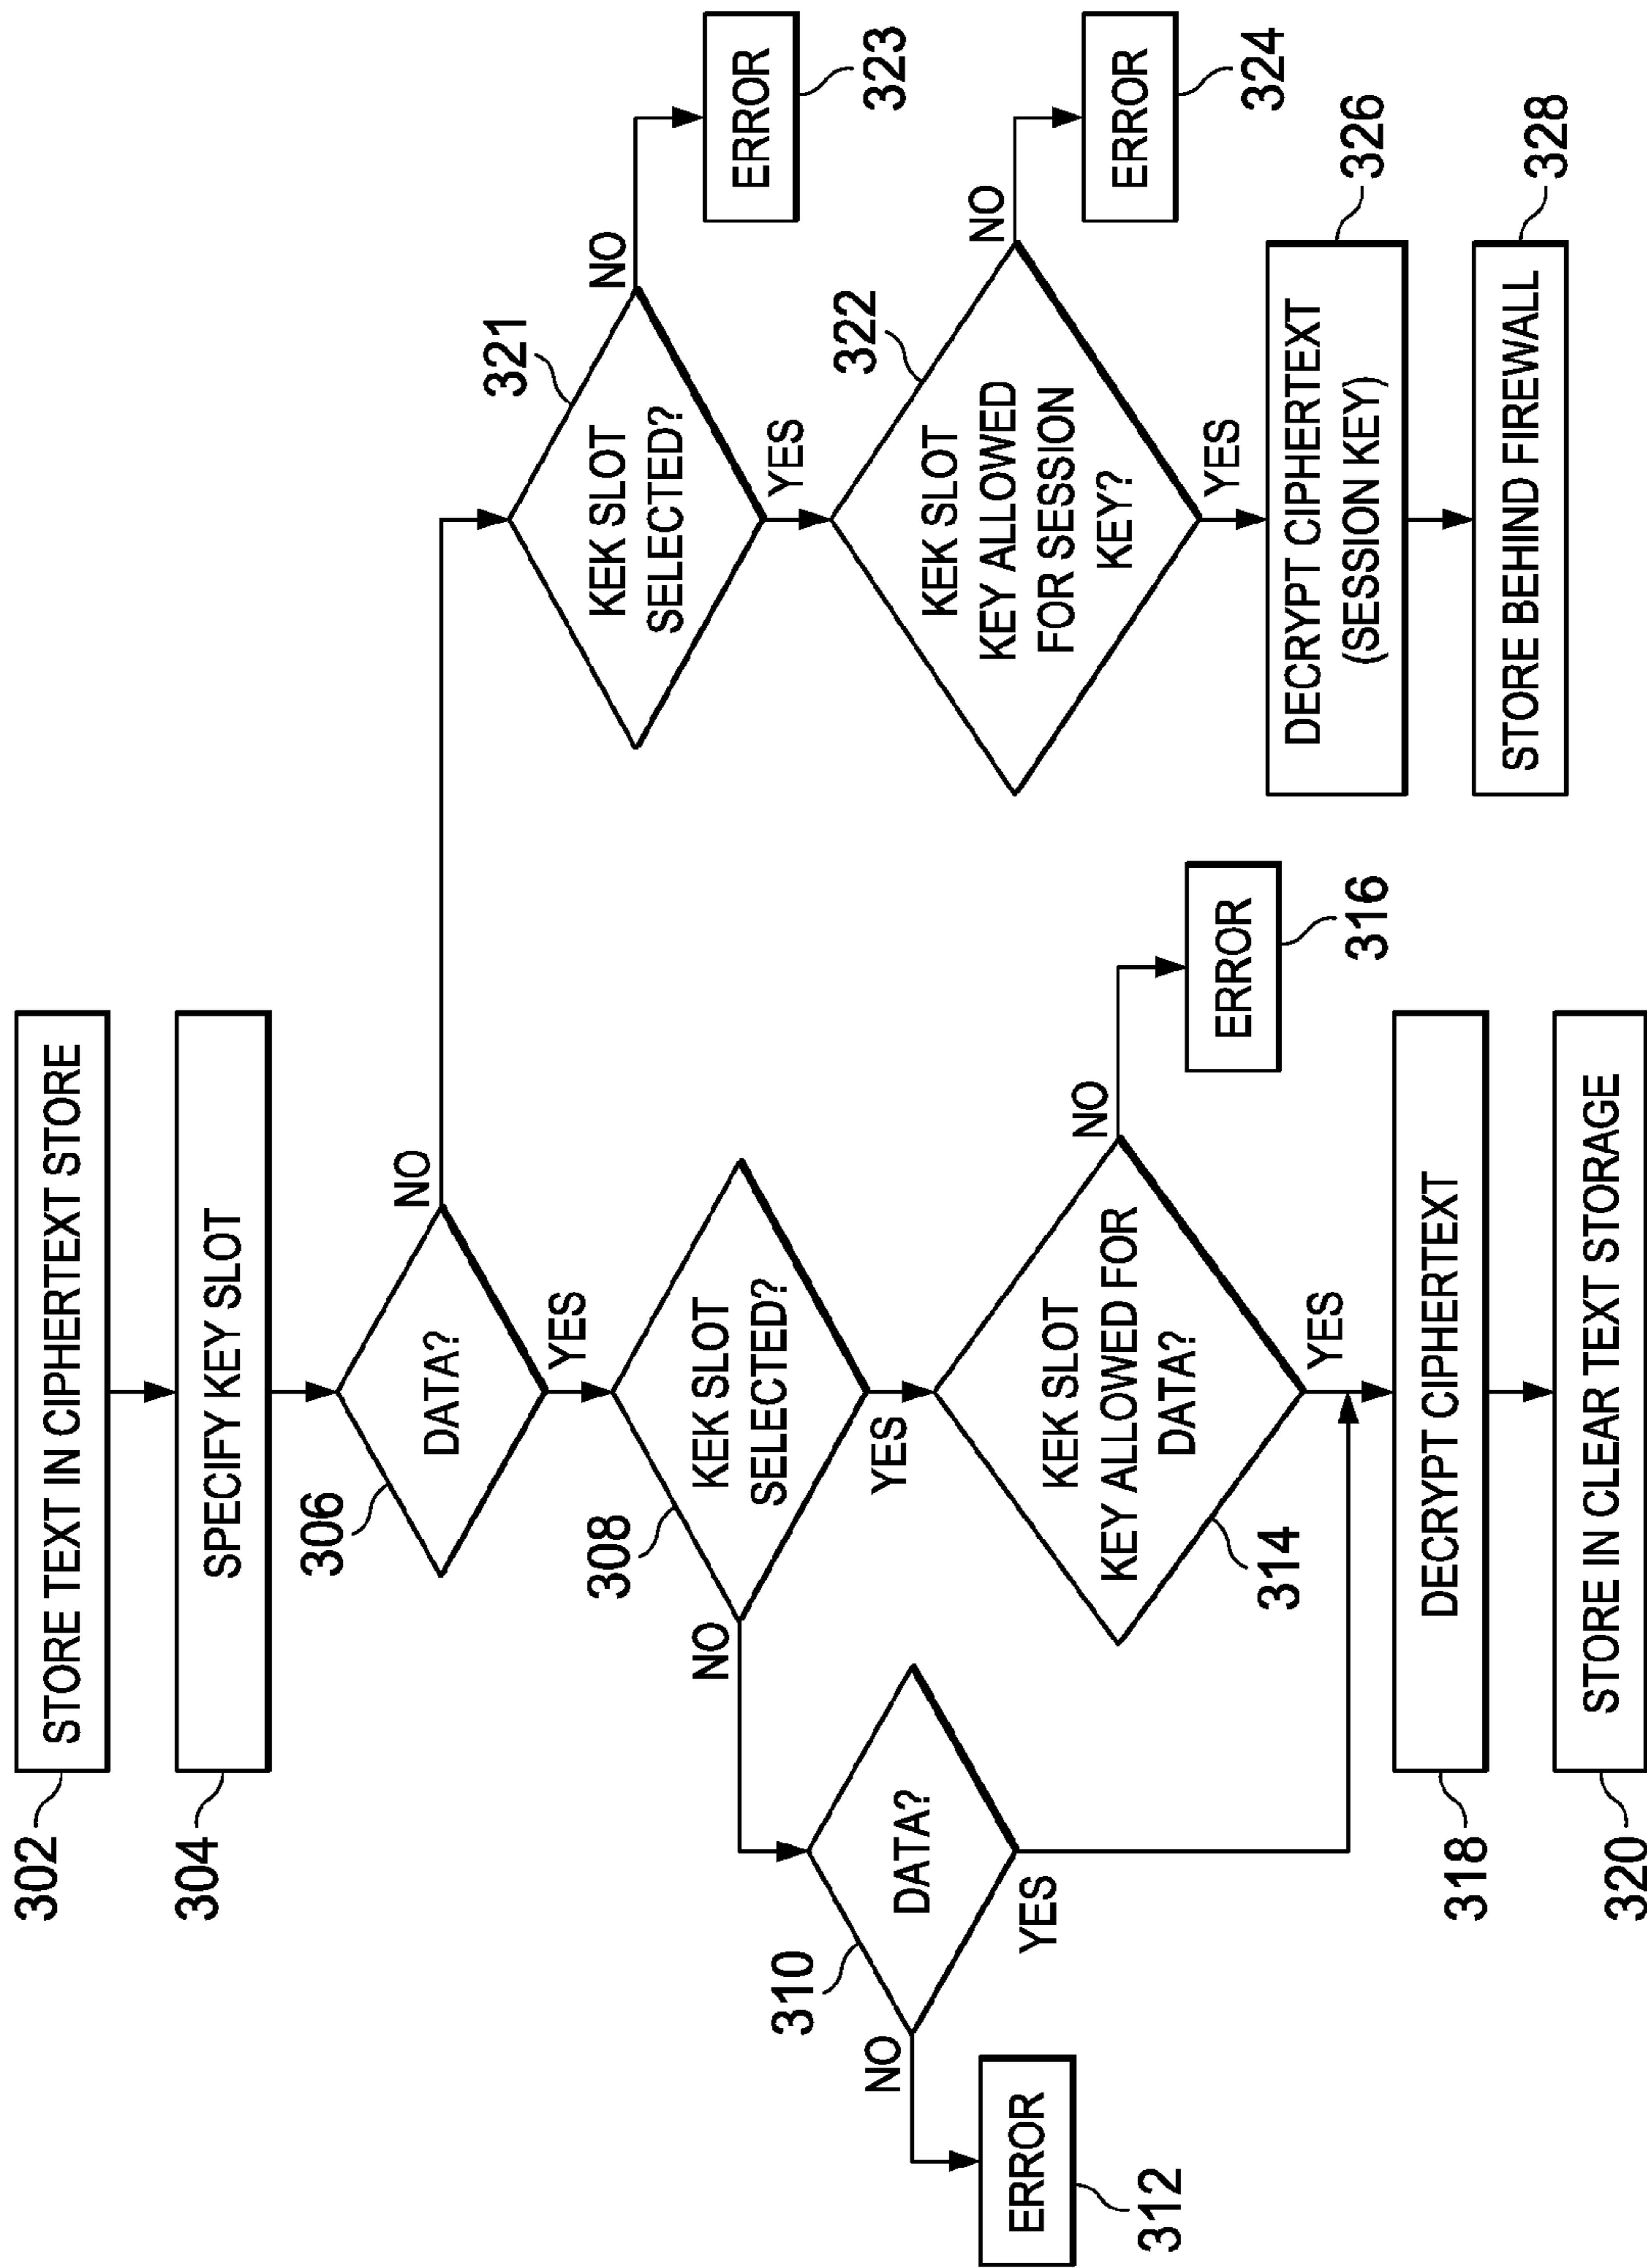 302
STORE TEXT IN CIPHERTEXT STORE
304
SPECIFY KEY SLOT
306
DATA?
NO
YES
308
KEK SLOT
SELECTED?
NO
YES
310
DATA?
NO
YES
312
ERROR
314
KEK SLOT
KEY ALLOWED FOR
DATA?
NO
YES
ERROR
316
318
DECRYPT CIPHERTEXT
320
STORE IN CLEAR TEXT STORAGE
321
KEK SLOT
SELECTED?
NO
YES
ERROR
323
322
KEK SLOT
KEY ALLOWED
FOR SESSION
KEY?
NO
YES
ERROR
324
DECRYPT CIPHERTEXT
(SESSION KEY)
326
STORE BEHIND FIREWALL
328